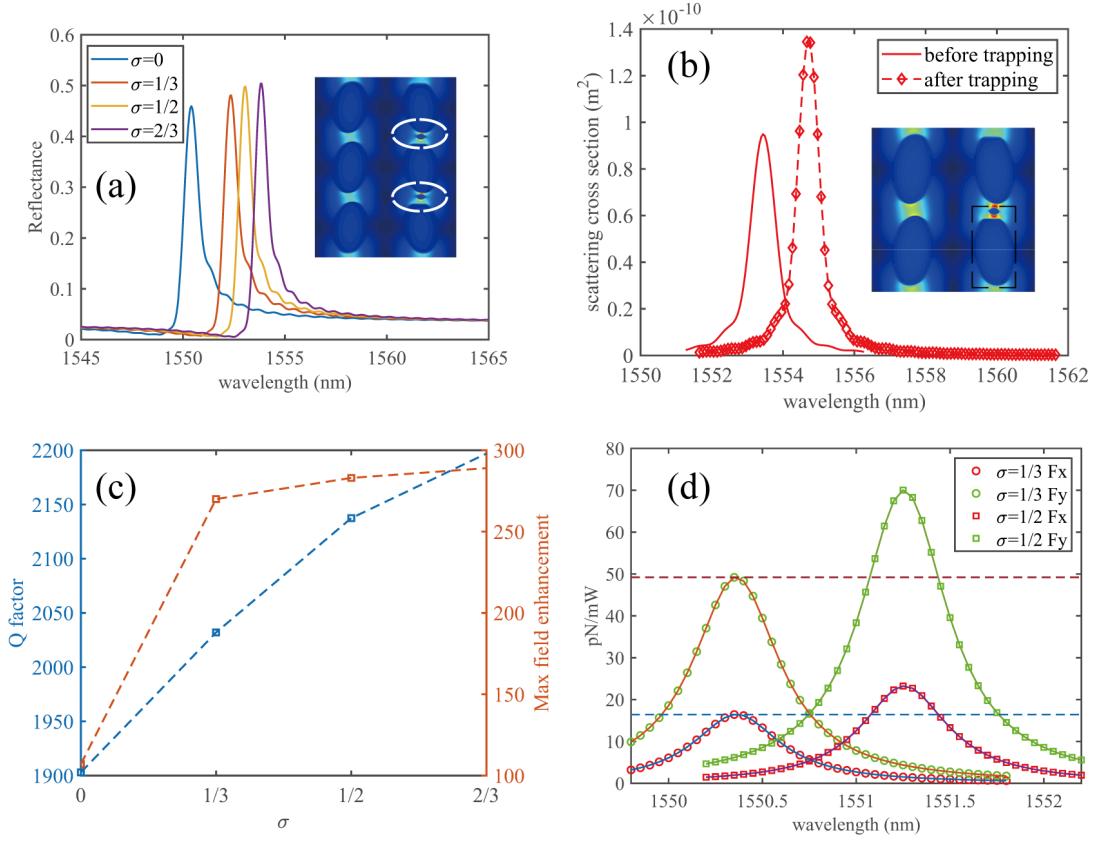 (a)
σ=0
σ=1/3
σ=1/2
σ=2/3
0.6
0.5
0.4
0.3
0.2
0.1
0
Reflectance
1545 1550 1555 1560 1565
wavelength (nm)
(b)
×10⁻¹⁰
before trapping
after trapping
1.4
1.2
1
0.8
0.6
0.4
0.2
0
scattering cross section (m²)
1550 1552 1554 1556 1558 1560 1562
wavelength (nm)
(c)
2200
2150
2100
2050
2000
1950
1900
Q factor
300
250
200
150
100
Max field enhancement
0 1/3 1/2 2/3
σ
(d)
σ=1/3 Fx
σ=1/3 Fy
σ=1/2 Fx
σ=1/2 Fy
80
70
60
50
40
30
20
10
0
pN/mW
1550 1550.5 1551 1551.5 1552
wavelength (nm)